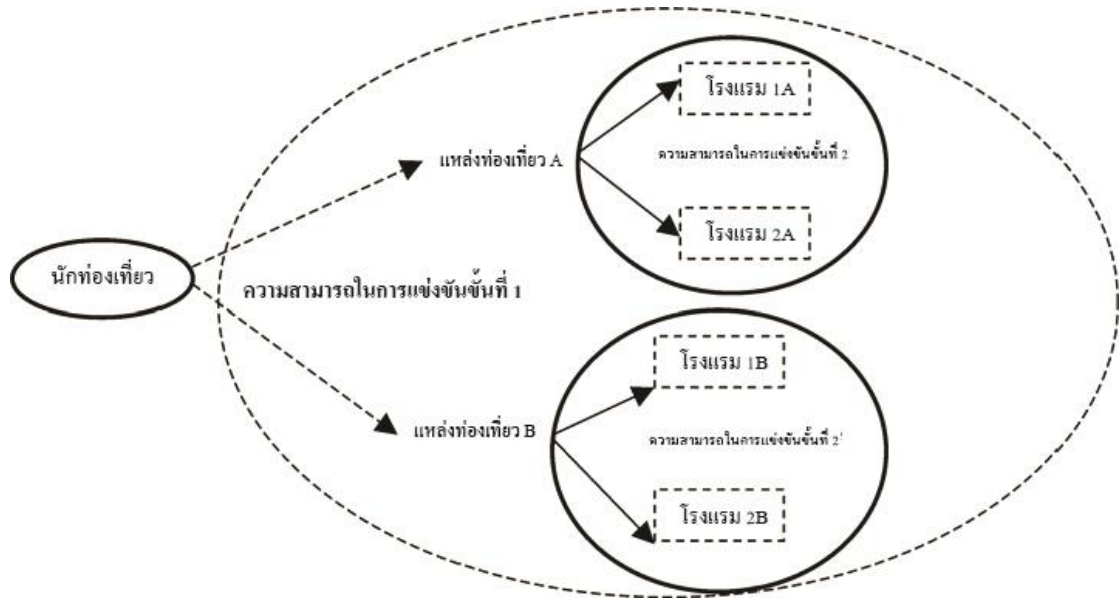 โรงแรม 1A
แหล่งท่องเที่ยว A
ความสามารถในการแข่งขันขั้นที่ 2
โรงแรม 2A
นักท่องเที่ยว
ความสามารถในการแข่งขันขั้นที่ 1
โรงแรม 1B
แหล่งท่องเที่ยว B
ความสามารถในการแข่งขันขั้นที่ 2'
โรงแรม 2B